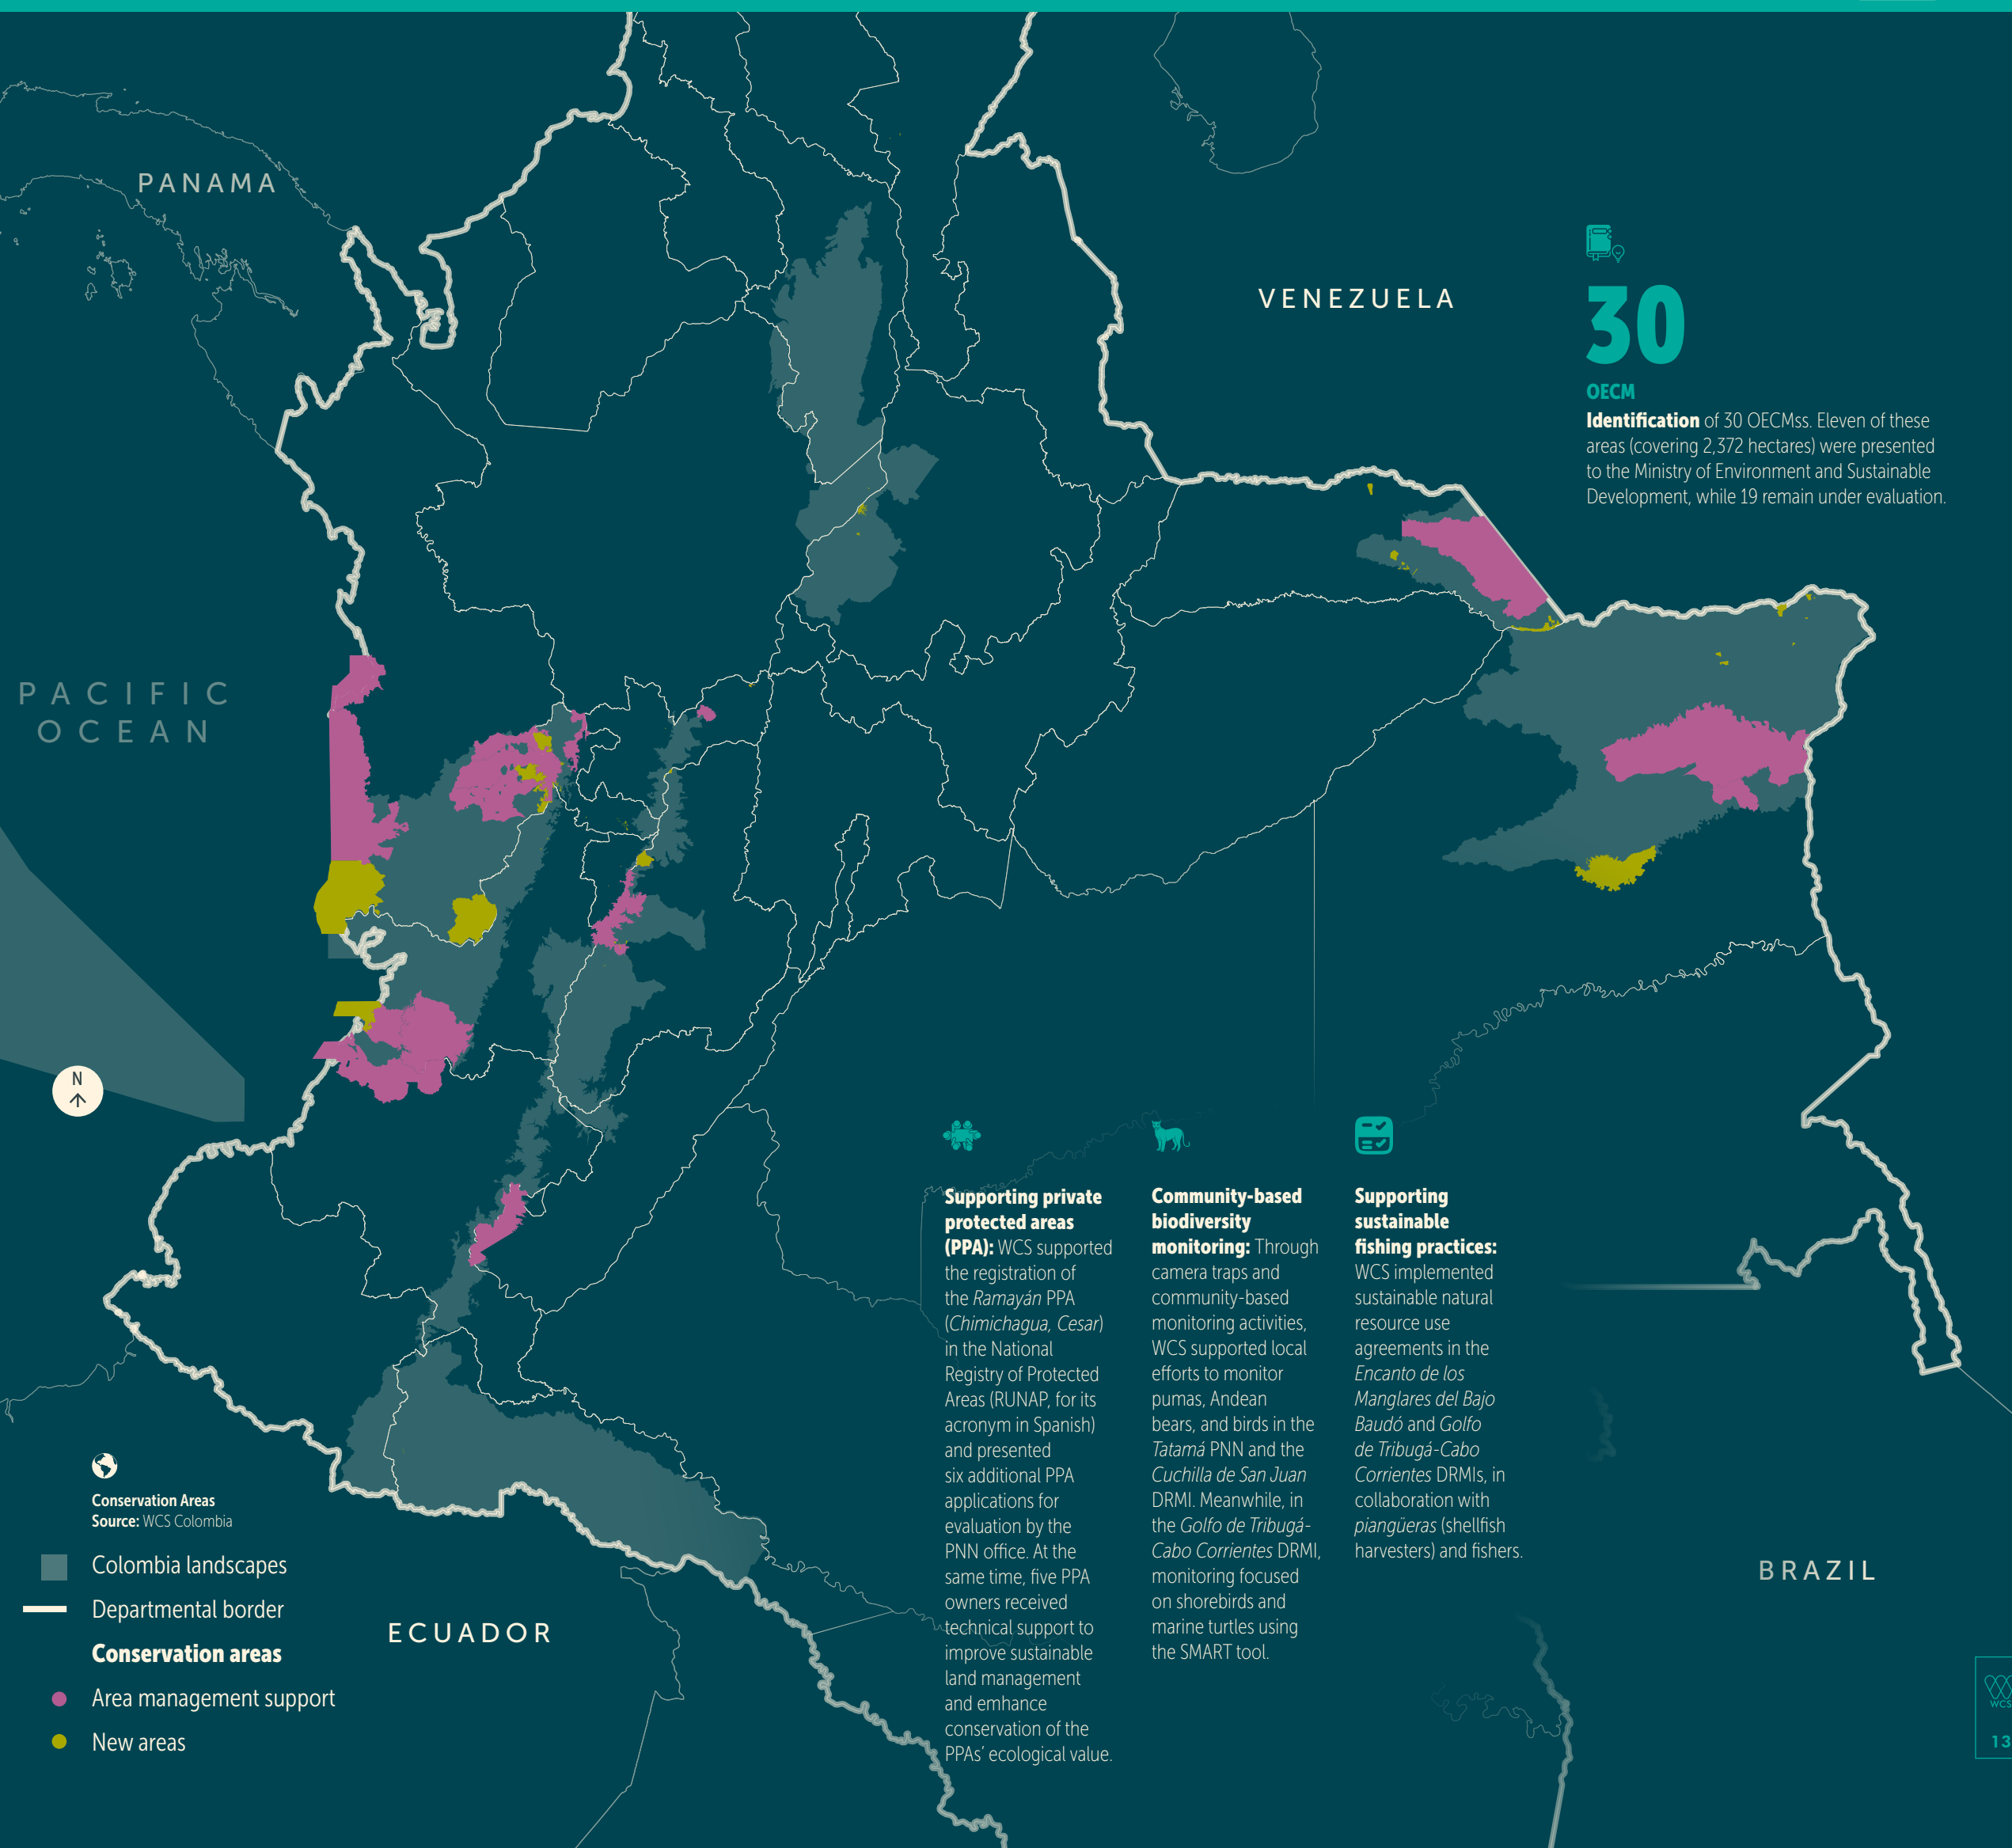 PANAMA
VENEZUELA
30
OECM
Identification of 30 OECMss. Eleven of these
areas (covering 2,372 hectares) were presented
to the Ministry of Environment and Sustainable
Development, while 19 remain under evaluation.
PACIFIC
OCEAN
N
Supporting private
protected areas
(PPA): WCS supported
the registration of
the Ramayán PPA
(Chimichagua, Cesar)
in the National
Registry of Protected
Areas (RUNAP, for its
acronym in Spanish)
and presented
six additional PPA
applications for
evaluation by the
PNN office. At the
same time, five PPA
owners received
technical support to
improve sustainable
land management
and emhance
conservation of the
PPAs’ ecological value.
Community-based
biodiversity
monitoring: Through
camera traps and
community-based
monitoring activities,
WCS supported local
efforts to monitor
pumas, Andean
bears, and birds in the
Tatamá PNN and the
Cuchilla de San Juan
DRMI. Meanwhile, in
the Golfo de Tribugá-
Cabo Corrientes DRMI,
monitoring focused
on shorebirds and
marine turtles using
the SMART tool.
Supporting
sustainable
fishing practices:
WCS implemented
sustainable natural
resource use
agreements in the
Encanto de los
Manglares del Bajo
Baudó and Golfo
de Tribugá-Cabo
Corrientes DRMIs, in
collaboration with
piangüeras (shellfish
harvesters) and fishers.
Conservation Areas
Source: WCS Colombia
Colombia landscapes
Departmental border
Conservation areas
Area management support
New areas
ECUADOR
BRAZIL
WCS
13